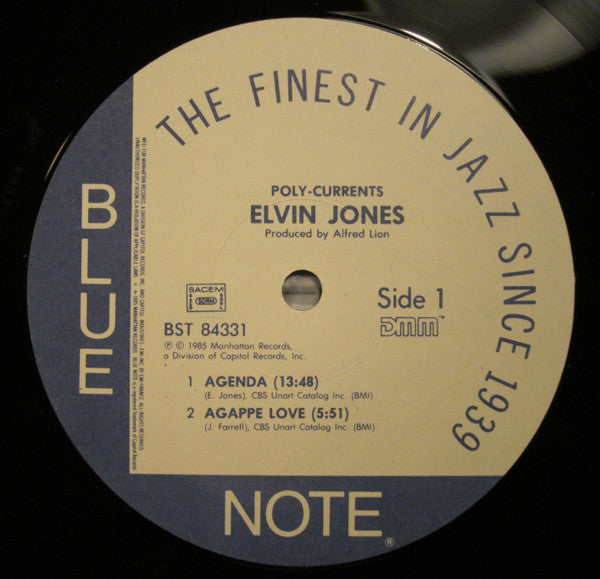 THE FINEST IN JAZZ SINCE 1939
BLUE
NOTE
®
POLY-CURRENTS
ELVIN JONES
Produced by Alfred Lion
SACEM
SDRM
Side 1
BST 84331
DMM™
℗ © 1985 Manhattan Records,
a Division of Capitol Records, Inc.
1 AGENDA (13:48)
(E. Jones), CBS Unart Catalog Inc. (BMI)
2 AGAPPE LOVE (5:51)
(J. Farrell), CBS Unart Catalog Inc. (BMI)